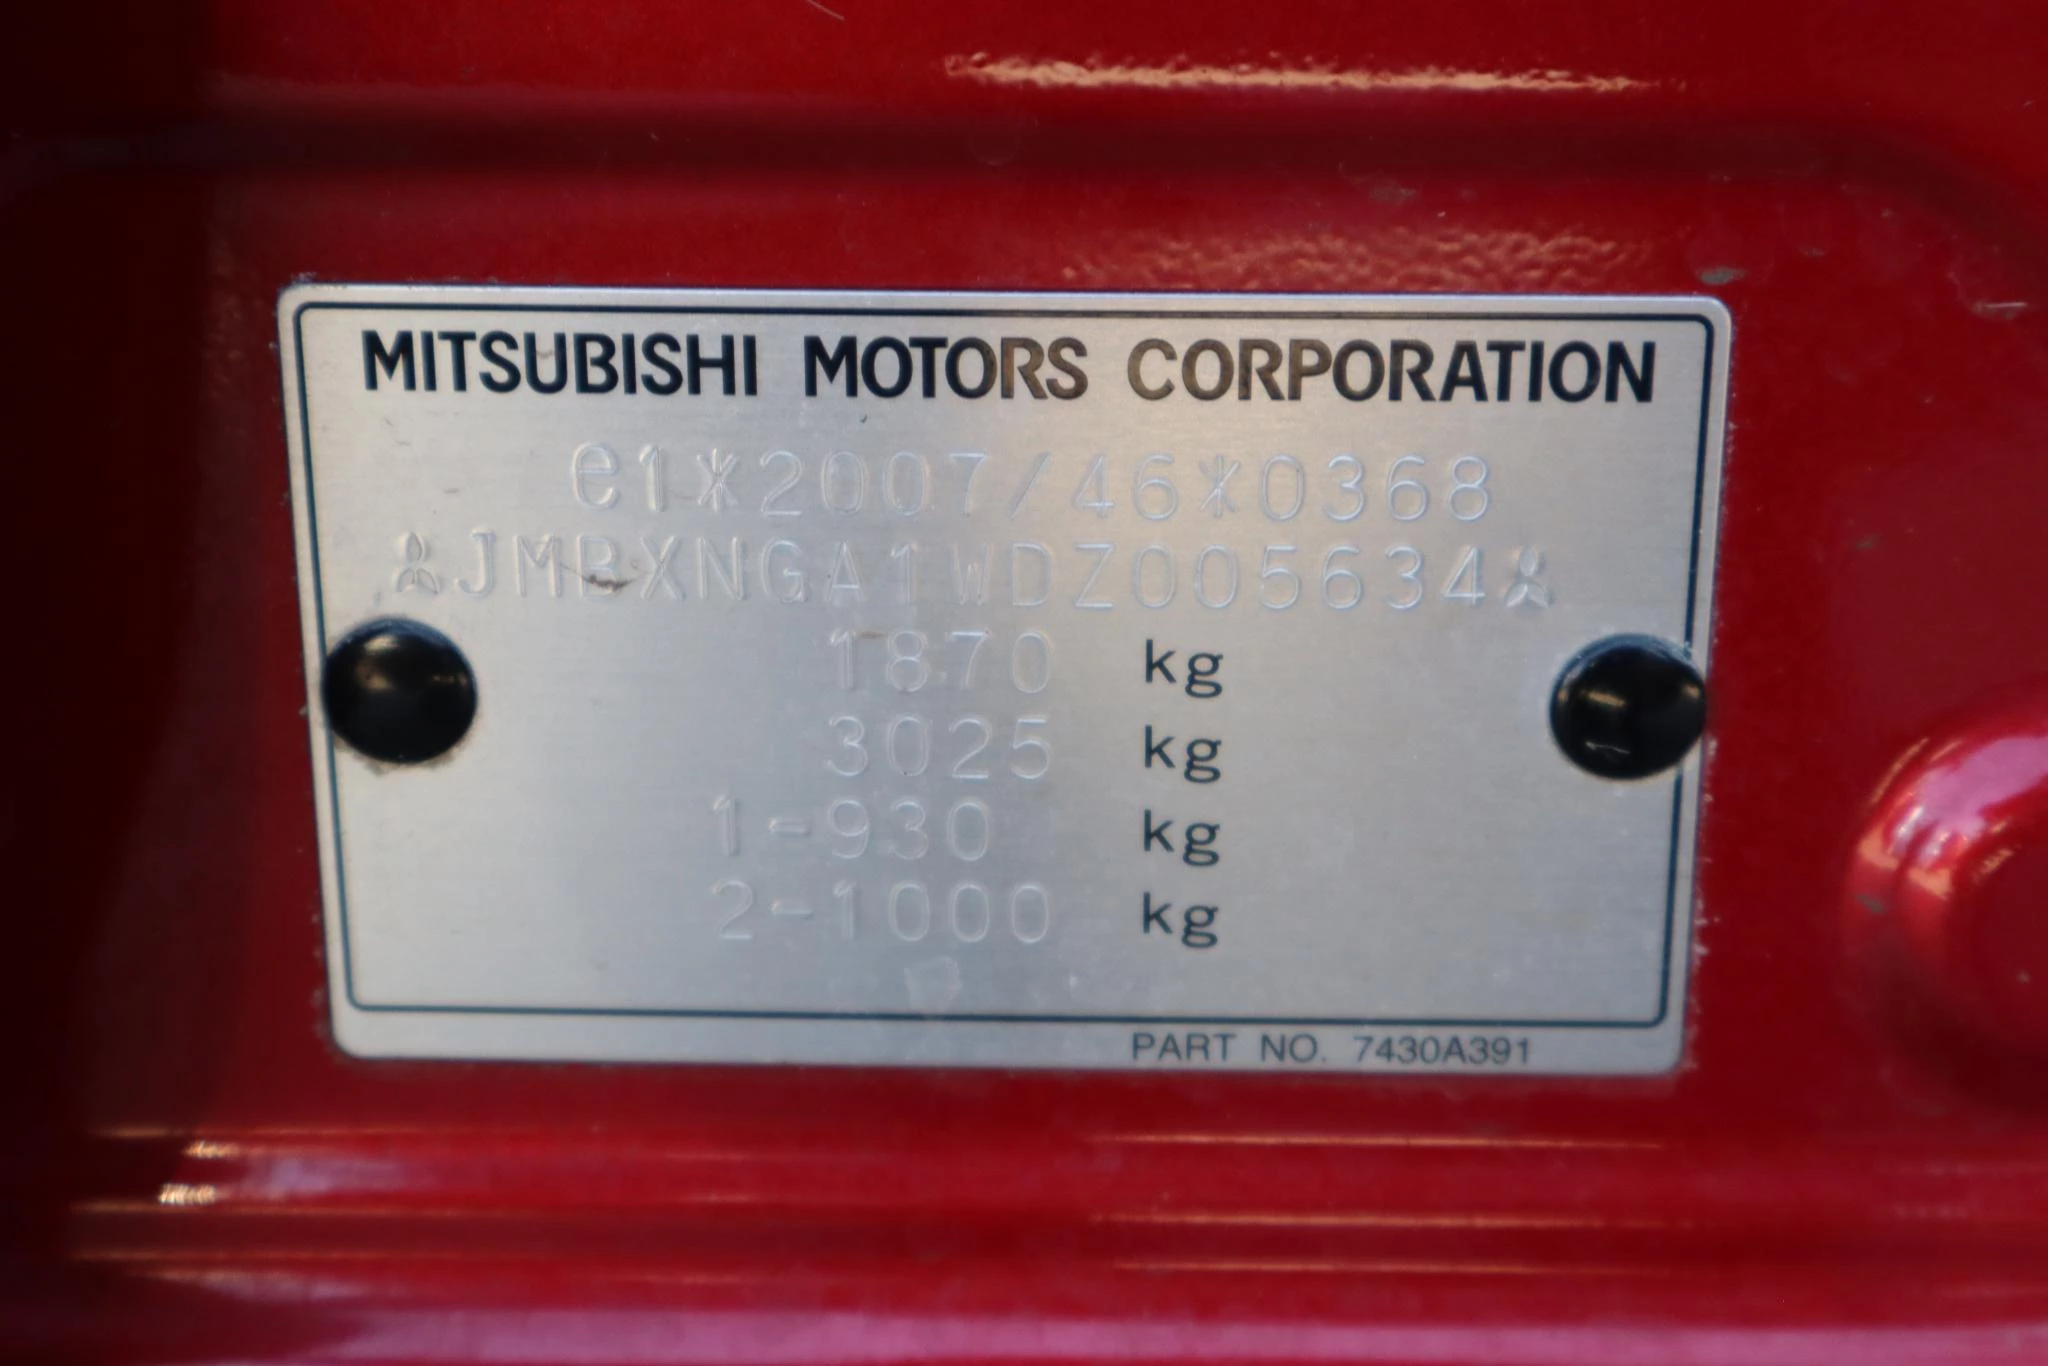 MITSUBISHI MOTORS CORPORATION
e1*2007/46*0368
JMBXNGA1WDZ005634
1870 kg
3025 kg
1-930 kg
2-1000 kg
PART NO. 7430A391